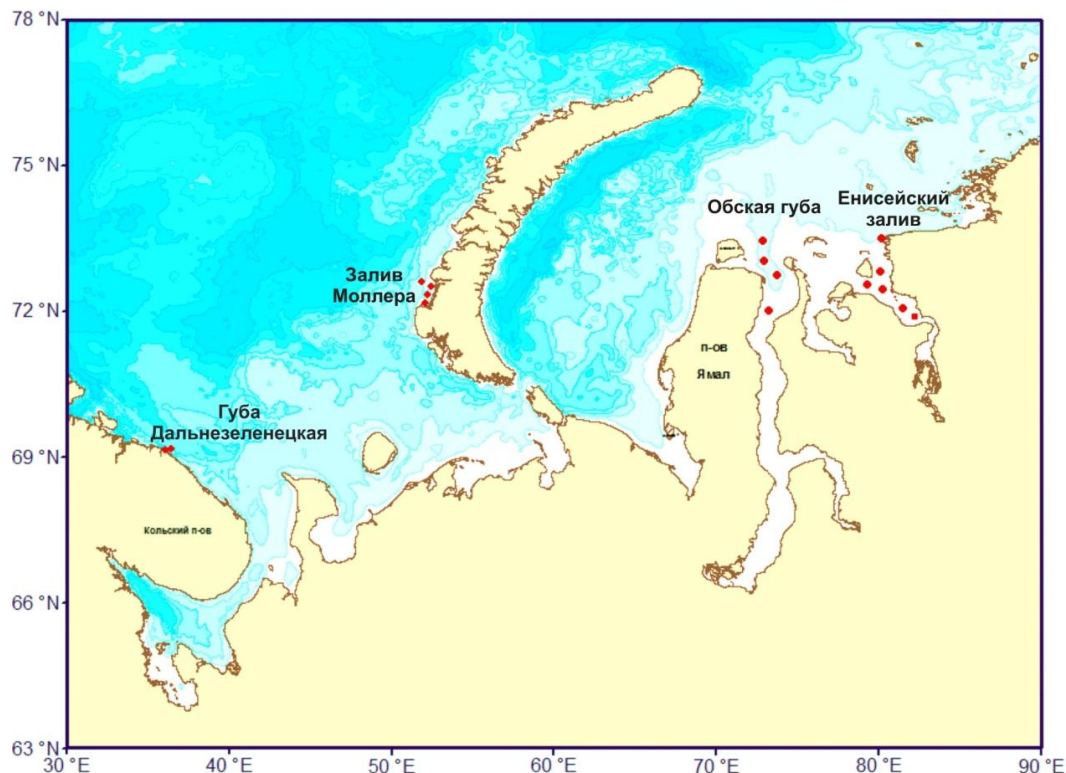 78 °N
75 °N
72 °N
69 °N
66 °N
63 °N
30 °E
40 °E
50 °E
60 °E
70 °E
80 °E
90 °E
Обская губа
Енисейский
залив
Залив
Моллера
п-ов
Ямал
Губа
Дальнезеленецкая
Кольский п-ов